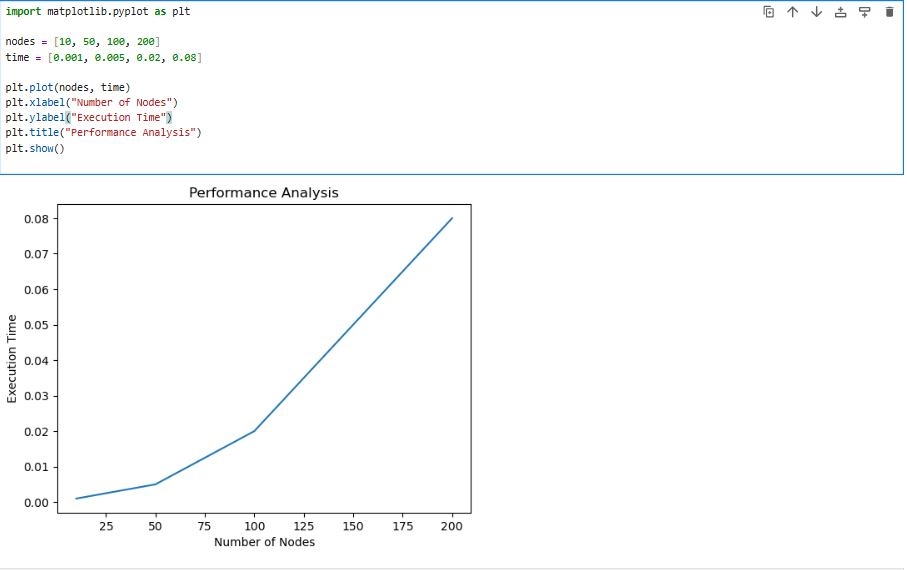 import matplotlib.pyplot as plt
nodes = [10, 50, 100, 200]
time = [0.001, 0.005, 0.02, 0.08]
plt.plot(nodes, time)
plt.xlabel("Number of Nodes")
plt.ylabel("Execution Time")
plt.title("Performance Analysis")
plt.show()
Performance Analysis
0.08
0.07
0.06
0.05
0.04
0.03
0.02
0.01
0.00
Execution Time
25 50 75 100 125 150 175 200
Number of Nodes